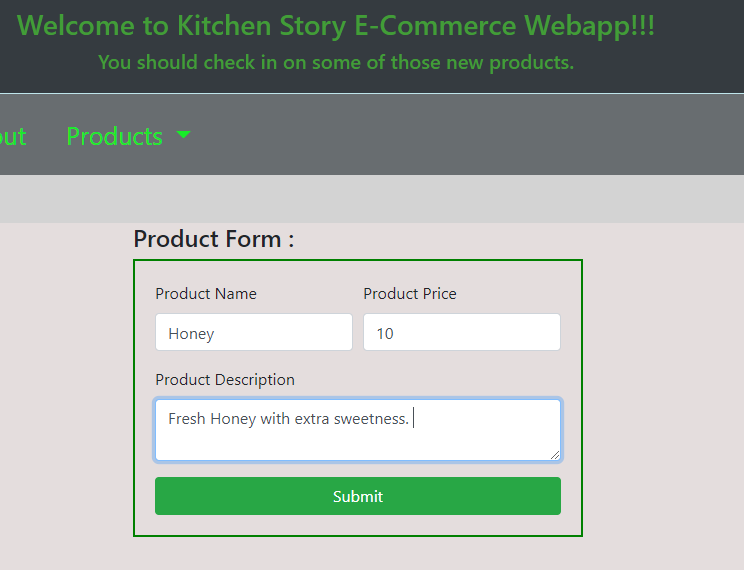 Welcome to Kitchen Story E-Commerce Webapp!!!
You should check in on some of those new products.
out Products
Product Form :
Product Name Product Price
Honey 10
Product Description
Fresh Honey with extra sweetness.
Submit